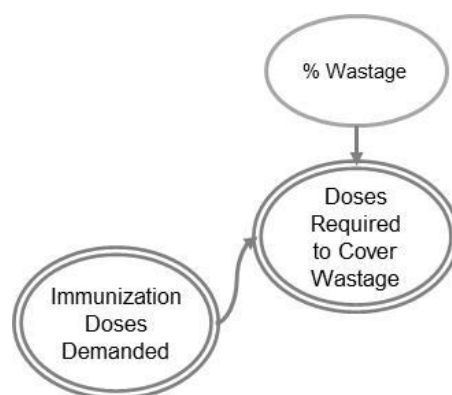 % Wastage
Doses
Required
to Cover
Wastage
Immunization
Doses
Demanded